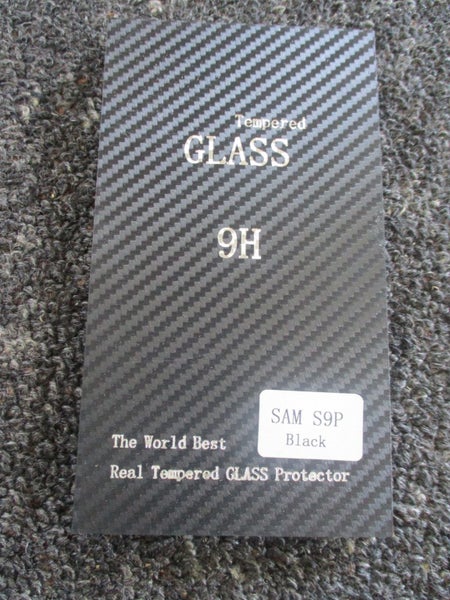 Tempered
GLASS
9H
SAM S9P
Black
The World Best
Real Tempered GLASS Protector